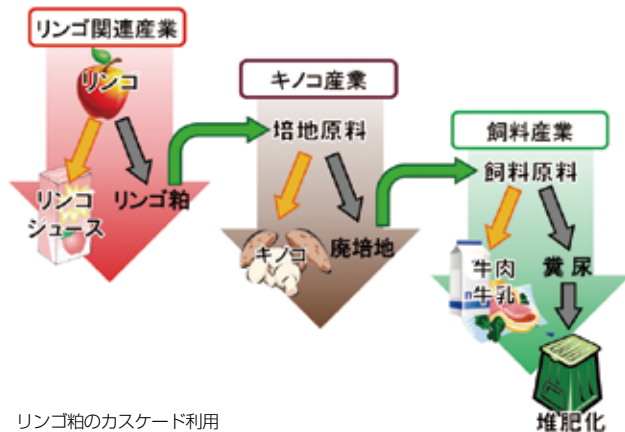 リンゴ関連産業
リンコ
リンコ
ジュース
リンゴ粕
キノコ産業
培地原料
キノコ
廃培地
飼料産業
飼料原料
牛肉
牛乳
糞尿
堆肥化
リンゴ粕のカスケード利用